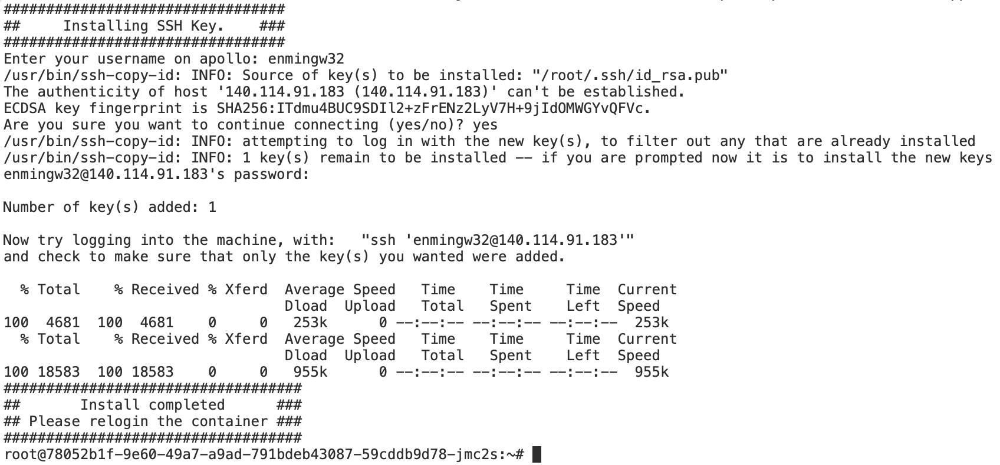 #################################
##     Installing SSH Key.    ###
#################################
Enter your username on apollo: enmingw32
/usr/bin/ssh-copy-id: INFO: Source of key(s) to be installed: "/root/.ssh/id_rsa.pub"
The authenticity of host '140.114.91.183 (140.114.91.183)' can't be established.
ECDSA key fingerprint is SHA256:ITdmu4BUC9SDIl2+zFrENz2LyV7H+9jIdOMWGYvQFVc.
Are you sure you want to continue connecting (yes/no)? yes
/usr/bin/ssh-copy-id: INFO: attempting to log in with the new key(s), to filter out any that are already installed
/usr/bin/ssh-copy-id: INFO: 1 key(s) remain to be installed -- if you are prompted now it is to install the new keys
enmingw32@140.114.91.183's password:

Number of key(s) added: 1

Now try logging into the machine, with:   "ssh 'enmingw32@140.114.91.183'"
and check to make sure that only the key(s) you wanted were added.

  % Total    % Received % Xferd  Average Speed   Time    Time     Time  Current
                                 Dload  Upload   Total   Spent    Left  Speed
100  4681  100  4681    0     0   253k      0 --:--:-- --:--:-- --:--:--  253k
  % Total    % Received % Xferd  Average Speed   Time    Time     Time  Current
                                 Dload  Upload   Total   Spent    Left  Speed
100 18583  100 18583    0     0   955k      0 --:--:-- --:--:-- --:--:--  955k
###################################
##       Install completed      ###
## Please relogin the container ###
###################################
root@78052b1f-9e60-49a7-a9ad-791bdeb43087-59cddb9d78-jmc2s:~#